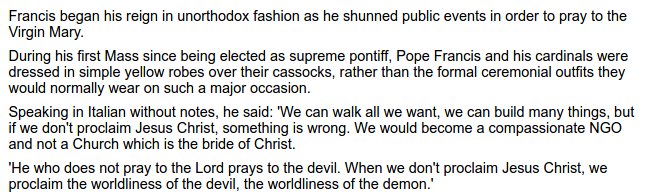 Francis began his reign in unorthodox fashion as he shunned public events in order to pray to the
Virgin Mary.
During his first Mass since being elected as supreme pontiff, Pope Francis and his cardinals were
dressed in simple yellow robes over their cassocks, rather than the formal ceremonial outfits they
would normally wear on such a major occasion.
Speaking in Italian without notes, he said: 'We can walk all we want, we can build many things, but
if we don't proclaim Jesus Christ, something is wrong. We would become a compassionate NGO
and not a Church which is the bride of Christ.
'He who does not pray to the Lord prays to the devil. When we don't proclaim Jesus Christ, we
proclaim the worldliness of the devil, the worldliness of the demon.'